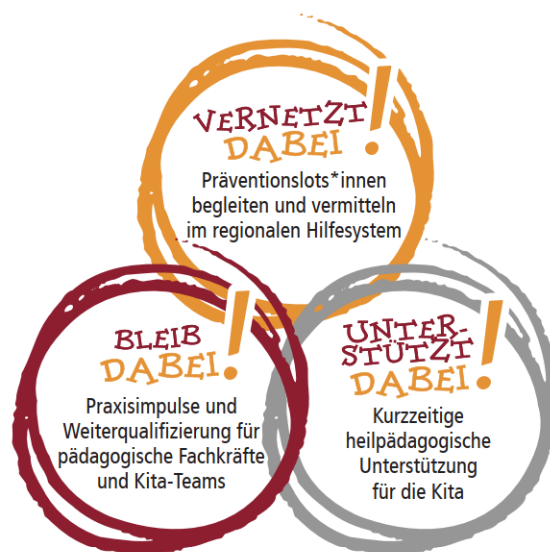 VERNETZT
DABEI!
Präventionslots*innen
begleiten und vermitteln
im regionalen Hilfesystem
BLEIB
DABEI!
Praxisimpulse und
Weiterqualifizierung für
pädagogische Fachkräfte
und Kita-Teams
UNTER-
STÜTZT
DABEI!
Kurzzeitige
heilpädagogische
Unterstützung
für die Kita